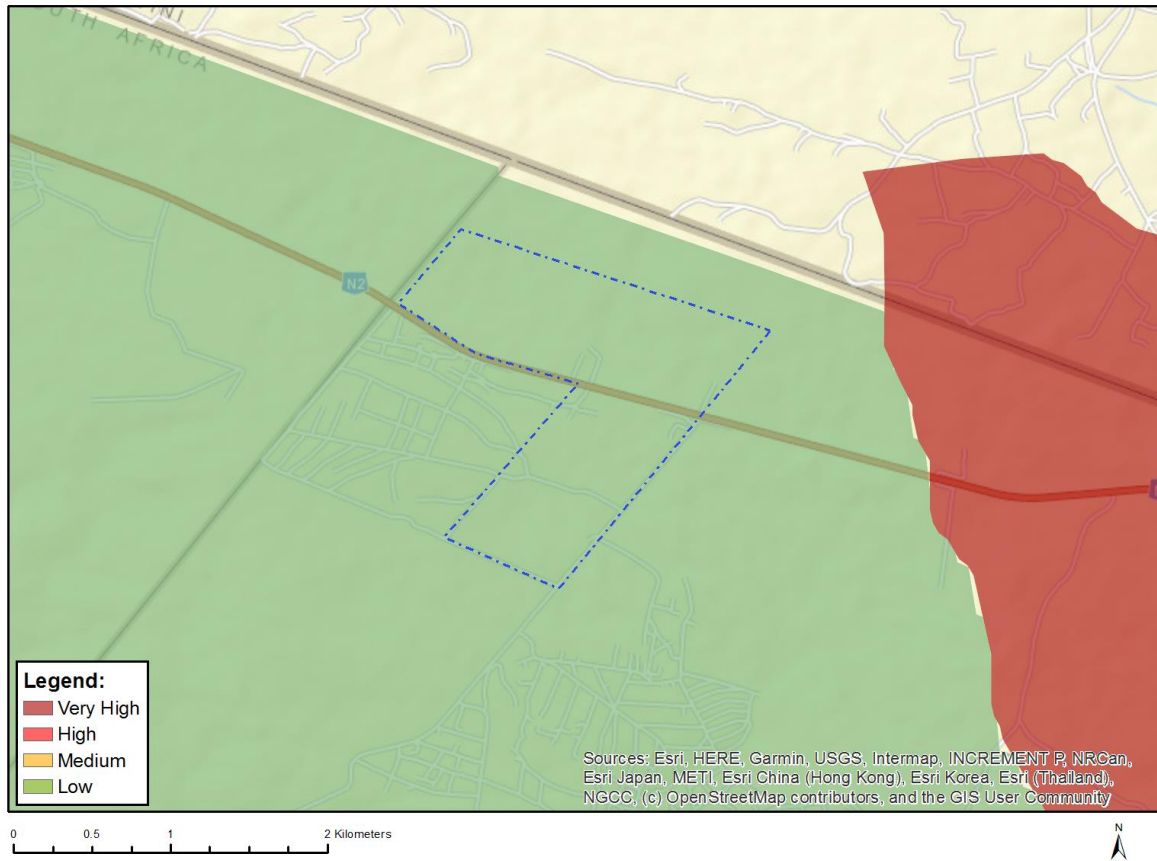 INI
SOUTH AFRICA
N2
Legend:
Very High
High
Medium
Low
Sources: Esri, HERE, Garmin, USGS, Intermap, INCREMENT P, NRCan,
Esri Japan, METI, Esri China (Hong Kong), Esri Korea, Esri (Thailand),
NGCC, (c) OpenStreetMap contributors, and the GIS User Community
0 0.5 1 2 Kilometers
N